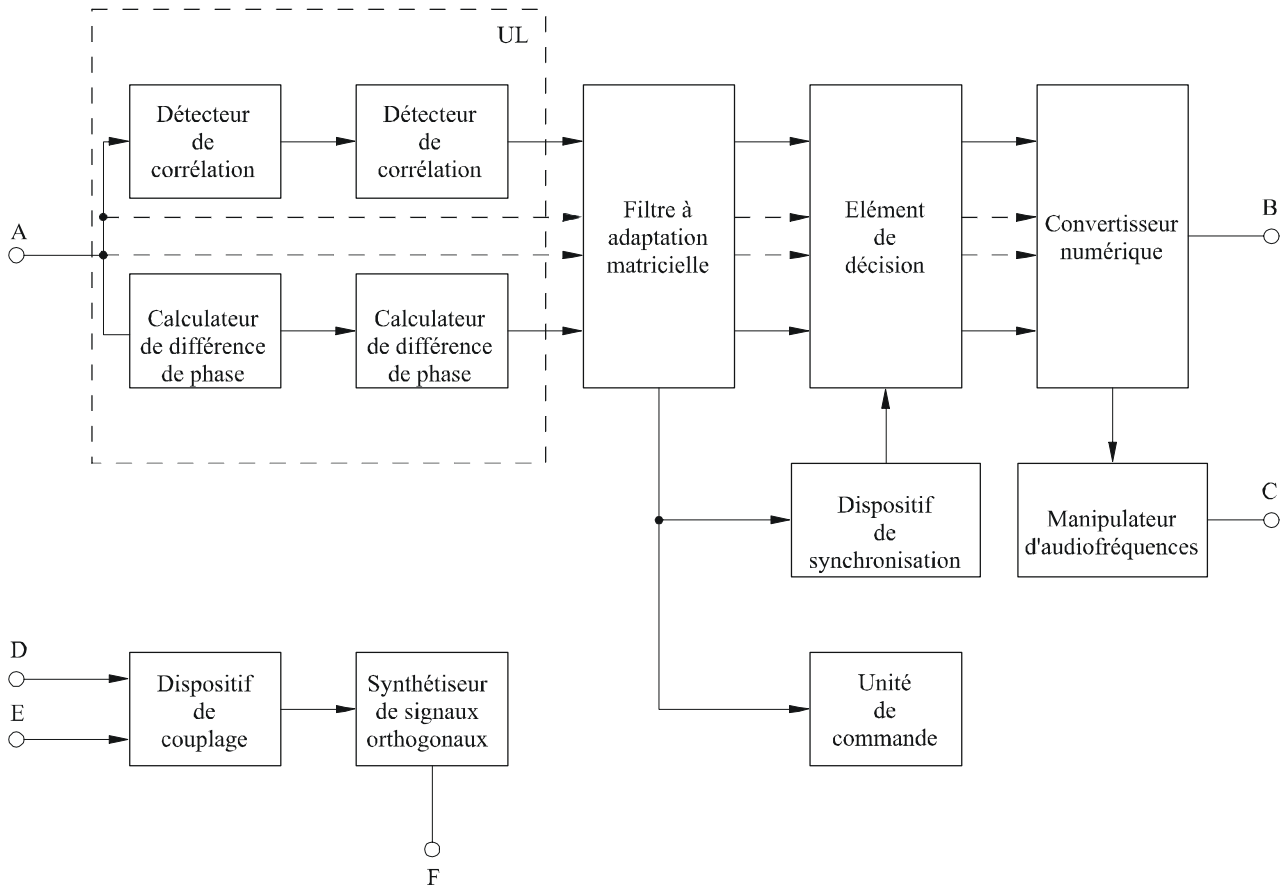 UL
Détecteur
de
corrélation
Détecteur
de
corrélation
A
Filtre à
adaptation
matricielle
Elément
de
décision
Convertisseur
numérique
B
Calculateur
de différence
de phase
Calculateur
de différence
de phase
Dispositif
de
synchronisation
Manipulateur
d'audiofréquences
C
D
E
Dispositif
de
couplage
Synthétiseur
de signaux
orthogonaux
Unité
de
commande
F